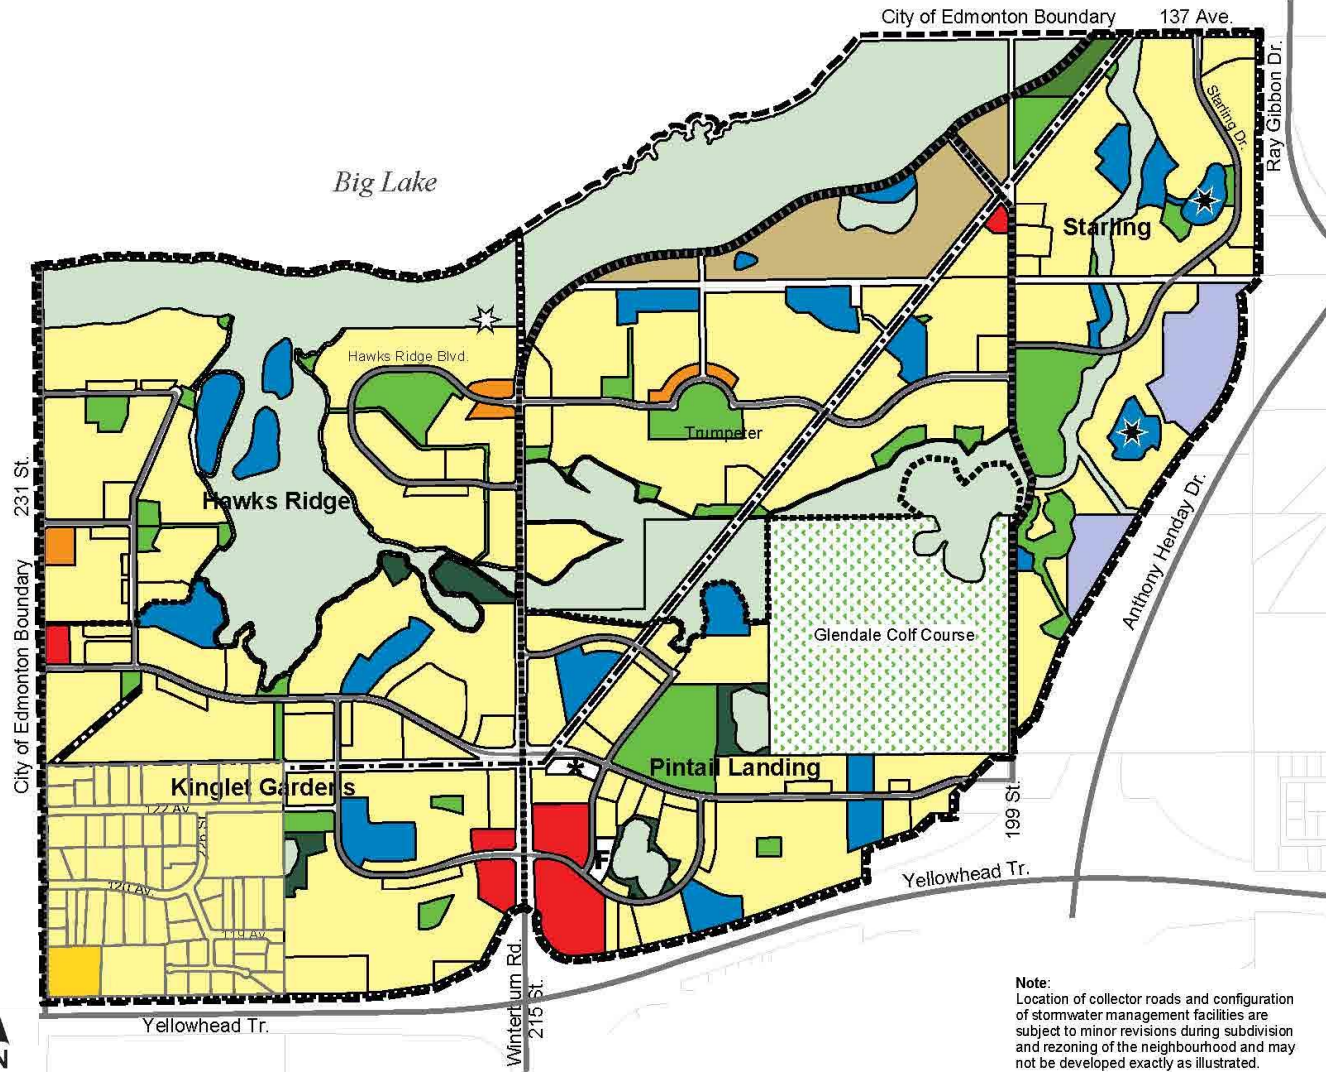 City of Edmonton Boundary
137 Ave.
Ray Gibbon Dr.
Starling Dr.
Big Lake
Starling
Hawks Ridge Blvd.
Trumpeter
231 St.
Hawks Ridge
Anthony Henday Dr.
City of Edmonton Boundary
Glendale Colf Course
Kinglet Gardens
Pintail Landing
122 Av
226 St
199 St.
F
120 Av
Yellowhead Tr.
119 Av
Winterburn Rd.
215 St.
Yellowhead Tr.
N
Note:
Location of collector roads and configuration
of stormwater management facilities are
subject to minor revisions during subdivision
and rezoning of the neighbourhood and may
not be developed exactly as illustrated.